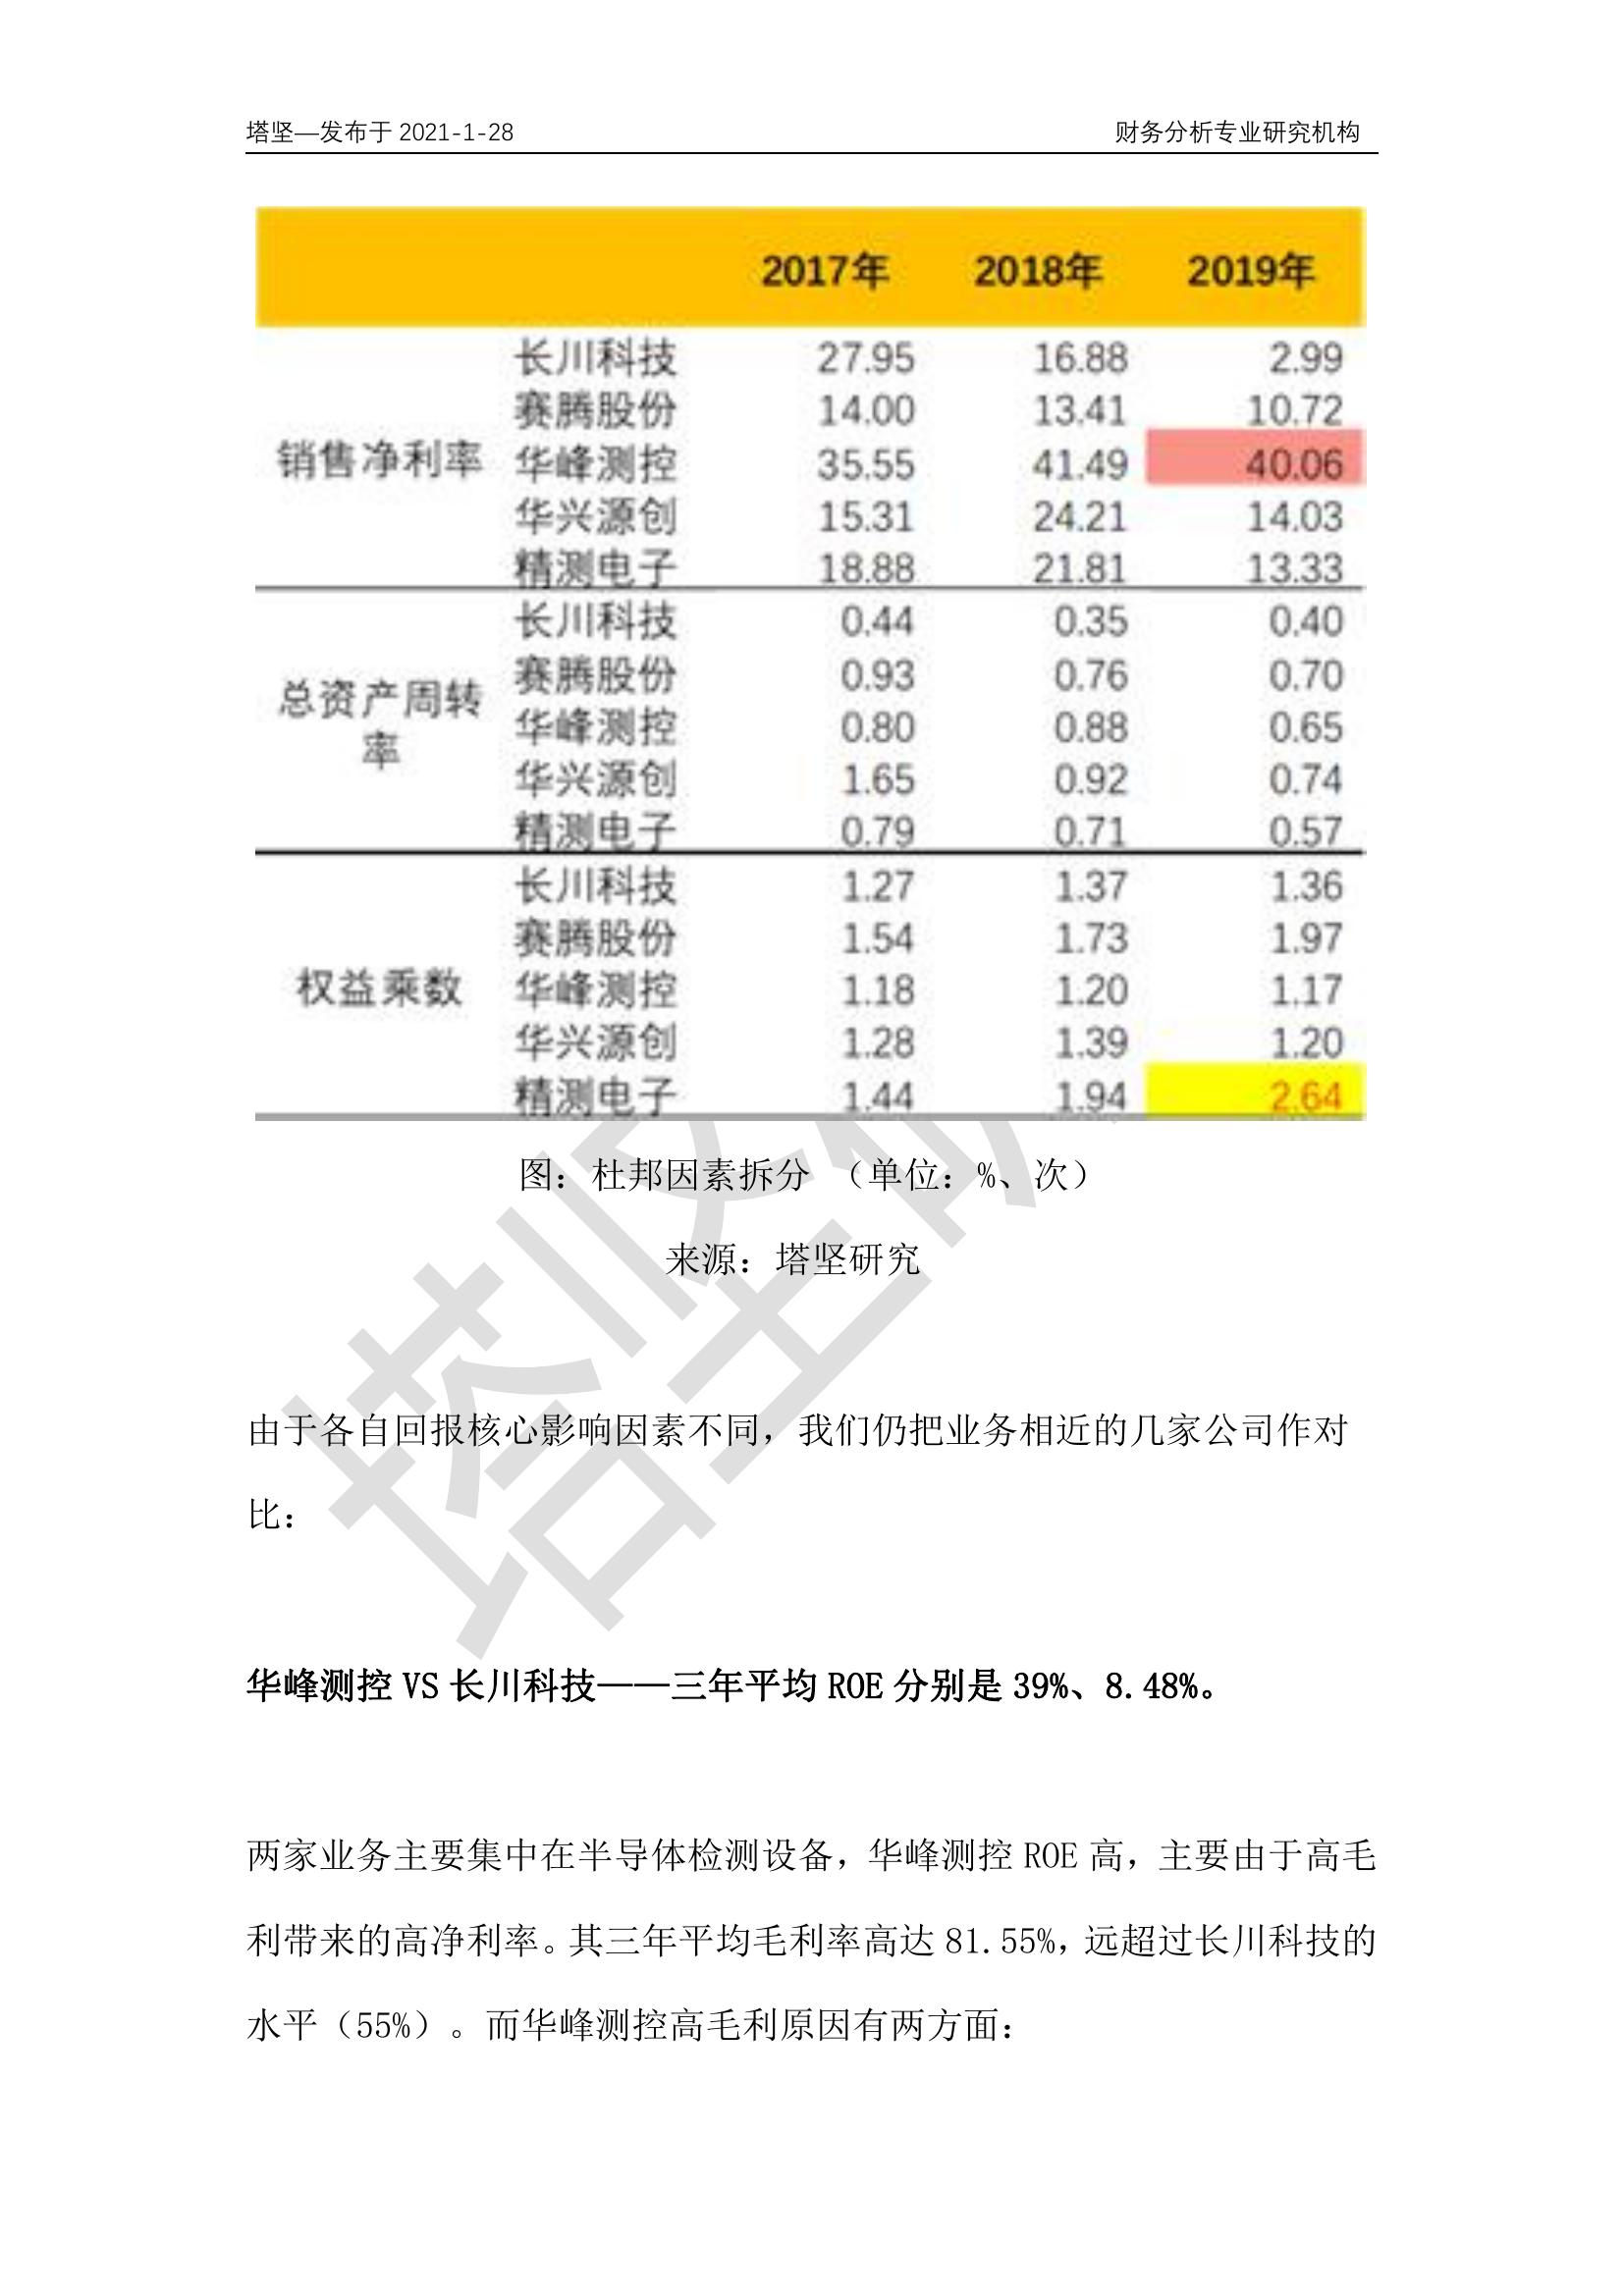 塔坚—发布于 2021-1-28 财务分析专业研究机构
2017年 2018年 2019年
销售净利率
长川科技 27.95 16.88 2.99
赛腾股份 14.00 13.41 10.72
华峰测控 35.55 41.49 40.06
华兴源创 15.31 24.21 14.03
精测电子 18.88 21.81 13.33
总资产周转
率
长川科技 0.44 0.35 0.40
赛腾股份 0.93 0.76 0.70
华峰测控 0.80 0.88 0.65
华兴源创 1.65 0.92 0.74
精测电子 0.79 0.71 0.57
权益乘数
长川科技 1.27 1.37 1.36
赛腾股份 1.54 1.73 1.97
华峰测控 1.18 1.20 1.17
华兴源创 1.28 1.39 1.20
精测电子 1.44 1.94 2.64
图：杜邦因素拆分 （单位：%、次）
来源：塔坚研究
由于各自回报核心影响因素不同，我们仍把业务相近的几家公司作对
比：
华峰测控 VS 长川科技——三年平均 ROE 分别是 39%、8.48%。
两家业务主要集中在半导体检测设备，华峰测控 ROE 高，主要由于高毛
利带来的高净利率。其三年平均毛利率高达 81.55%，远超过长川科技的
水平（55%）。而华峰测控高毛利原因有两方面：
塔坚